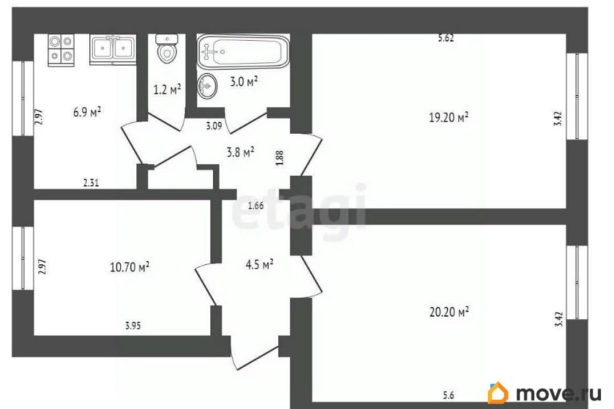 5.62
1.2 м²
3.0 м²
6.9 м²
2.97
3.09
3.8 м²
1.88
19.20 м²
3.42
2.31
etagi
1.66
10.70 м²
2.97
4.5 м²
20.20 м²
3.42
3.95
5.6
move.ru